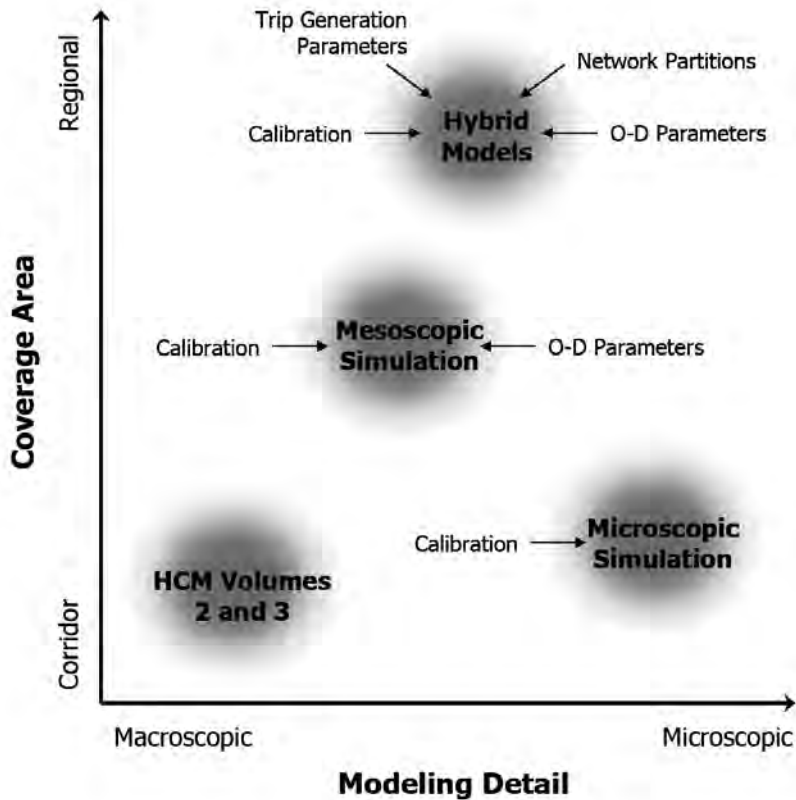 Trip Generation
Parameters
Network Partitions
Regional
Calibration
Hybrid
Models
O-D Parameters
Coverage Area
Calibration
Mesoscopic
Simulation
O-D Parameters
Calibration
Microscopic
Simulation
HCM Volumes
2 and 3
Corridor
Macroscopic
Microscopic
Modeling Detail